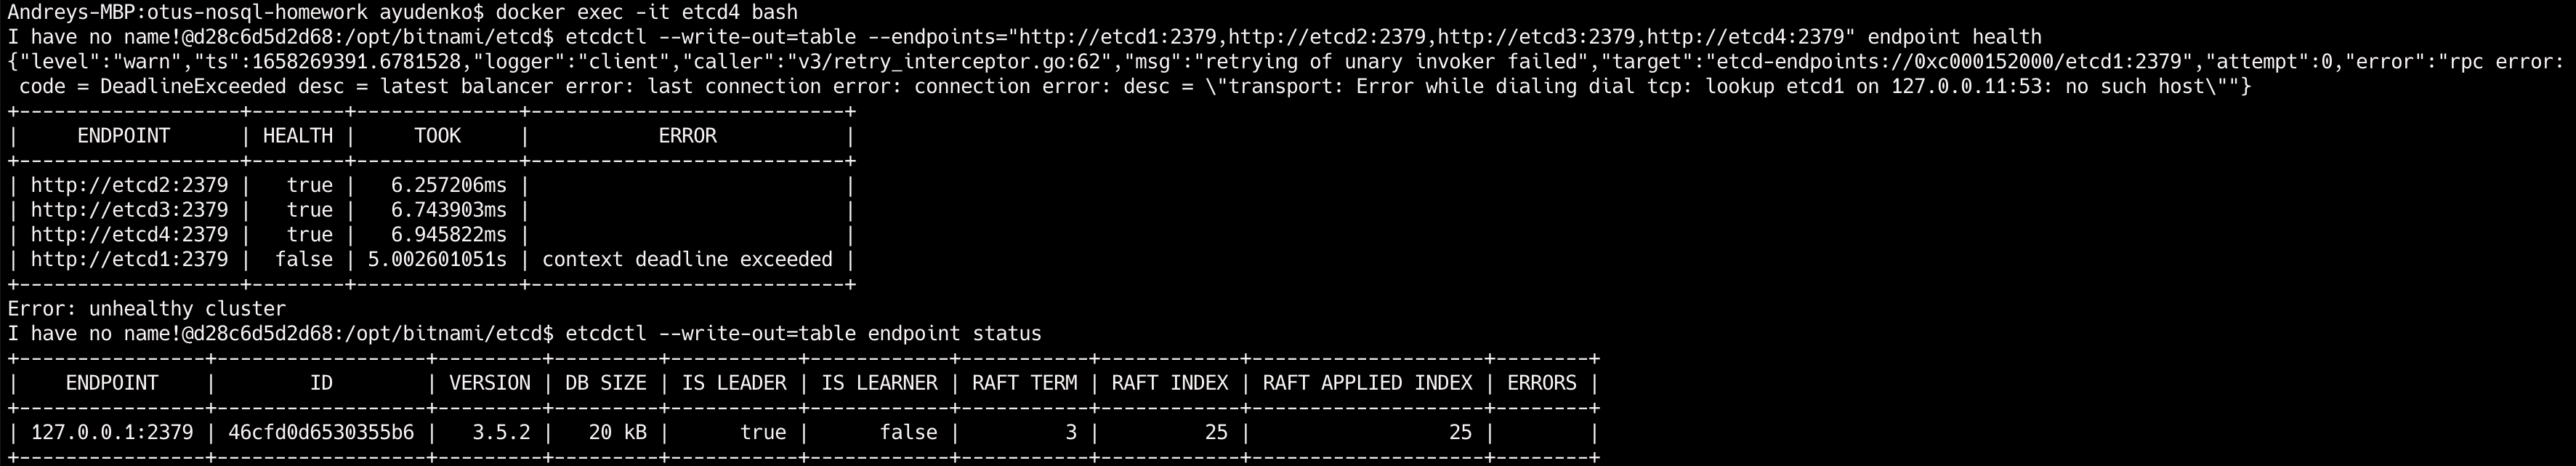 Andreys-MBP:otus-nosql-homework ayudenko$ docker exec -it etcd4 bash
I have no name!@d28c6d5d2d68:/opt/bitnami/etcd$ etcdctl --write-out=table --endpoints="http://etcd1:2379,http://etcd2:2379,http://etcd3:2379,http://etcd4:2379" endpoint health
{"level":"warn","ts":1658269391.6781528,"logger":"client","caller":"v3/retry_interceptor.go:62","msg":"retrying of unary invoker failed","target":"etcd-endpoints://0xc000152000/etcd1:2379","attempt":0,"error":"rpc error:
 code = DeadlineExceeded desc = latest balancer error: last connection error: connection error: desc = \"transport: Error while dialing dial tcp: lookup etcd1 on 127.0.0.11:53: no such host\""}
+-------------------+--------+--------------+---------------------------+
|     ENDPOINT      | HEALTH |     TOOK     |           ERROR           |
+-------------------+--------+--------------+---------------------------+
| http://etcd2:2379 |   true |   6.257206ms |                           |
| http://etcd3:2379 |   true |   6.743903ms |                           |
| http://etcd4:2379 |   true |   6.945822ms |                           |
| http://etcd1:2379 |  false | 5.002601051s | context deadline exceeded |
+-------------------+--------+--------------+---------------------------+
Error: unhealthy cluster
I have no name!@d28c6d5d2d68:/opt/bitnami/etcd$ etcdctl --write-out=table endpoint status
+----------------+------------------+---------+---------+-----------+------------+-----------+------------+--------------------+--------+
|    ENDPOINT    |        ID        | VERSION | DB SIZE | IS LEADER | IS LEARNER | RAFT TERM | RAFT INDEX | RAFT APPLIED INDEX | ERRORS |
+----------------+------------------+---------+---------+-----------+------------+-----------+------------+--------------------+--------+
| 127.0.0.1:2379 | 46cfd0d6530355b6 |   3.5.2 |   20 kB |      true |      false |         3 |         25 |                 25 |        |
+----------------+------------------+---------+---------+-----------+------------+-----------+------------+--------------------+--------+